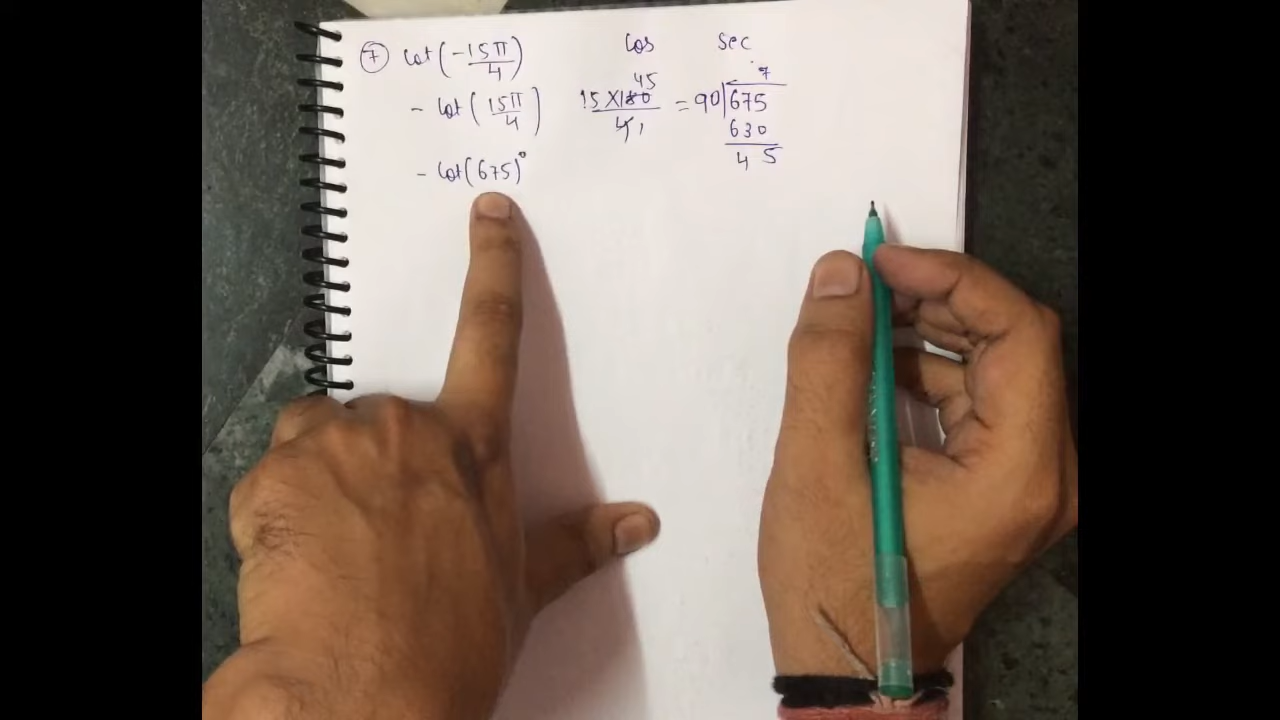 ⑦ cot(-15π/4) cos sec
- cot(15π/4) 15 X 180 45 / 4 1 = 90|675 7
630
45
- cot(675)°